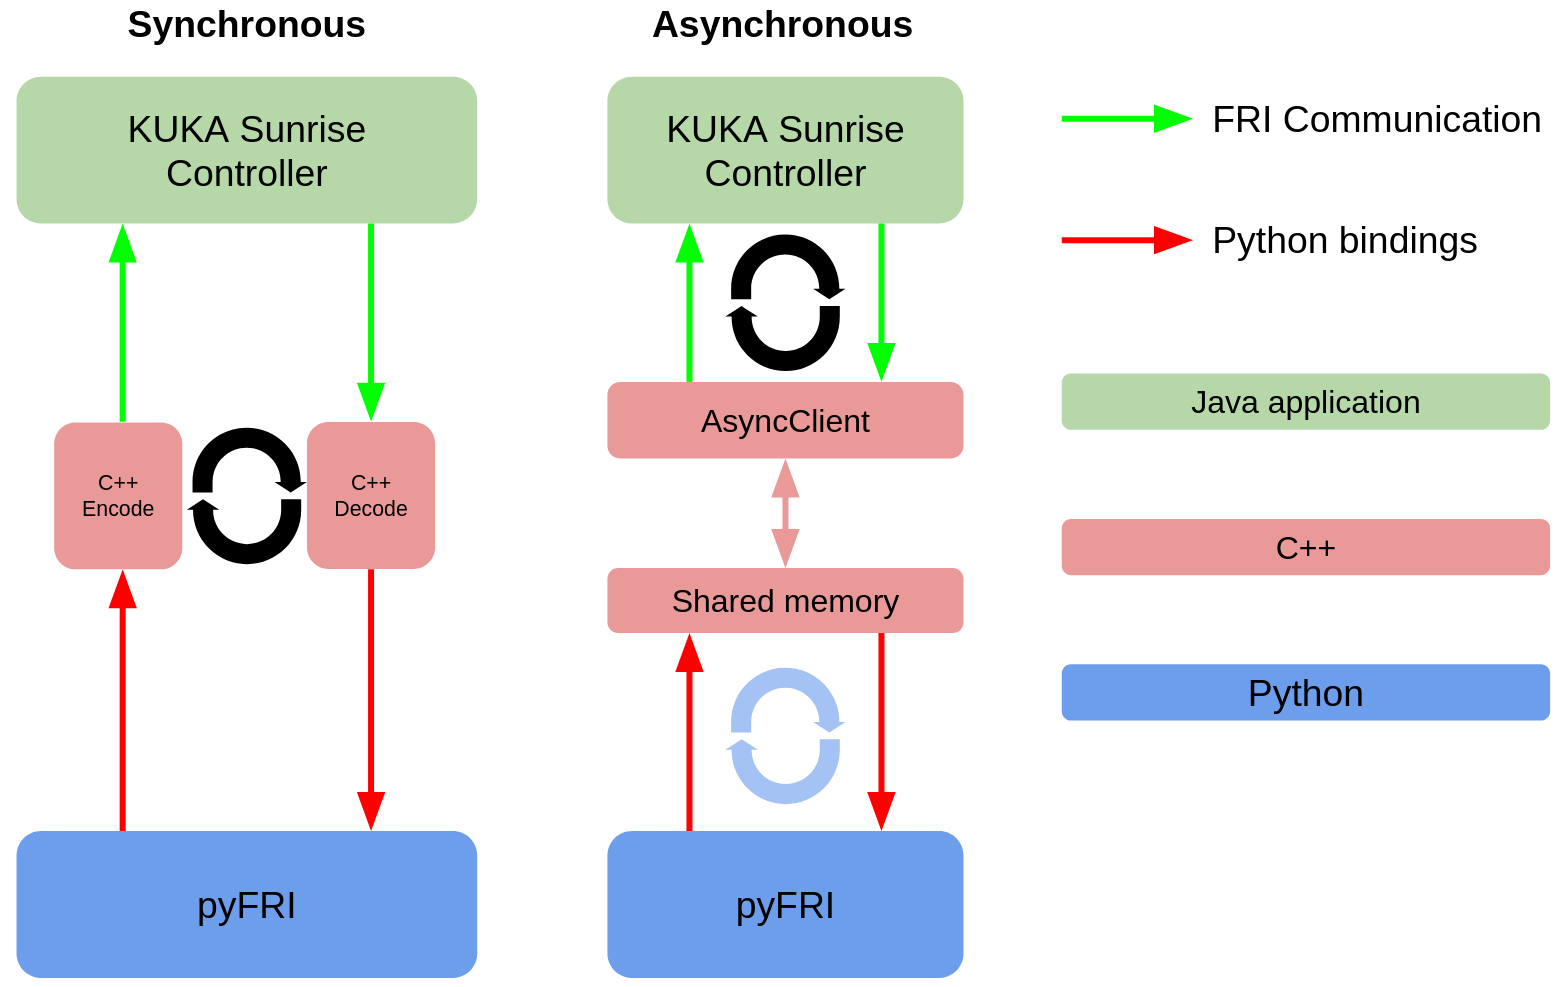 Synchronous
KUKA Sunrise
Controller
C++
Encode
C++
Decode
pyFRI
Asynchronous
KUKA Sunrise
Controller
AsyncClient
Shared memory
pyFRI
FRI Communication
Python bindings
Java application
C++
Python